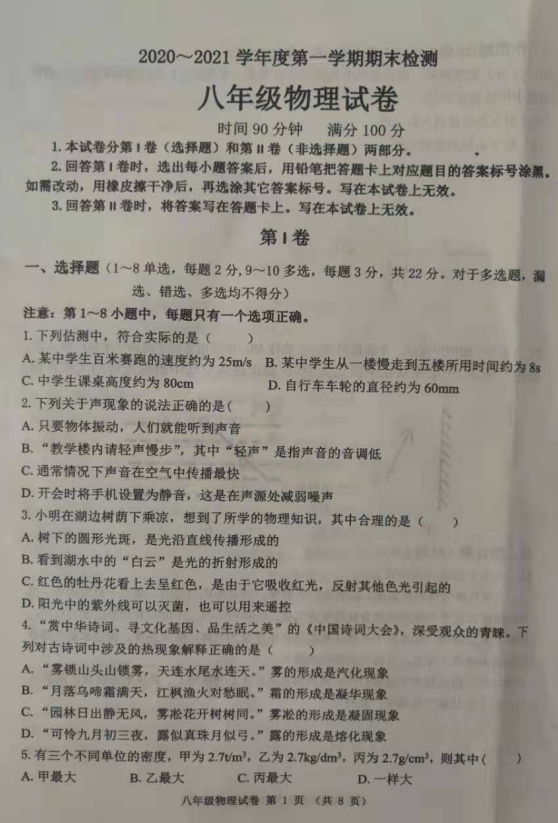 2020～2021 学年度第一学期期末检测
八年级物理试卷
时间 90 分钟 满分 100 分
1.本试卷分第 I 卷（选择题）和第 II 卷（非选择题）两部分。
2.回答第 I 卷时，选出每小题答案后，用铅笔把答题卡上对应题目的答案标号涂黑。
如需改动，用橡皮擦干净后，再选涂其它答案标号。写在本试卷上无效。
3.回答第 II 卷时，将答案写在答题卡上。写在本试卷上无效。
第 I 卷
一、选择题（1～8 单选，每题 2 分,9～10 多选，每题 3 分，共 22 分。对于多选题，漏
选、错选、多选均不得分）
注意：第 1～8 小题中，每题只有一个选项正确。
1.下列估测中，符合实际的是（ ）
A.某中学生百米赛跑的速度约为 25m/s B.某中学生从一楼慢走到五楼所用时间约为 8s
C.中学生课桌高度约为 80cm D.自行车车轮的直径约为 60mm
2.下列关于声现象的说法正确的是( )
A.只要物体振动，人们就能听到声音
B.“教学楼内请轻声慢步”，其中“轻声”是指声音的音调低
C.通常情况下声音在空气中传播最快
D.开会时将手机设置为静音，这是在声源处减弱噪声
3.小明在湖边树荫下乘凉，想到了所学的物理知识，其中合理的是（ ）
A.树下的圆形光斑，是光沿直线传播形成的
B.看到湖水中的“白云”是光的折射形成的
C.红色的牡丹花看上去呈红色，是由于它吸收红光，反射其他色光引起的
D.阳光中的紫外线可以灭菌，也可以用来遥控
4.“赏中华诗词、寻文化基因、品生活之美”的《中国诗词大会》，深受观众的青睐。下
列对古诗词中涉及的热现象解释正确的是（ ）
A.“雾锁山头山锁雾，天连水尾水连天。”雾的形成是汽化现象
B.“月落乌啼霜满天，江枫渔火对愁眠。”霜的形成是凝华现象
C.“园林日出静无风，雾凇花开树树同。”雾凇的形成是凝固现象
D.“可怜九月初三夜，露似真珠月似弓。”露的形成是熔化现象
5.有三个不同单位的密度，甲为 2.7t/m³，乙为 2.7kg/dm³，丙为 2.7g/cm³，则其中( )
A.甲最大 B.乙最大 C.丙最大 D.一样大
八年级物理试卷 第 1 页 （共 8 页）